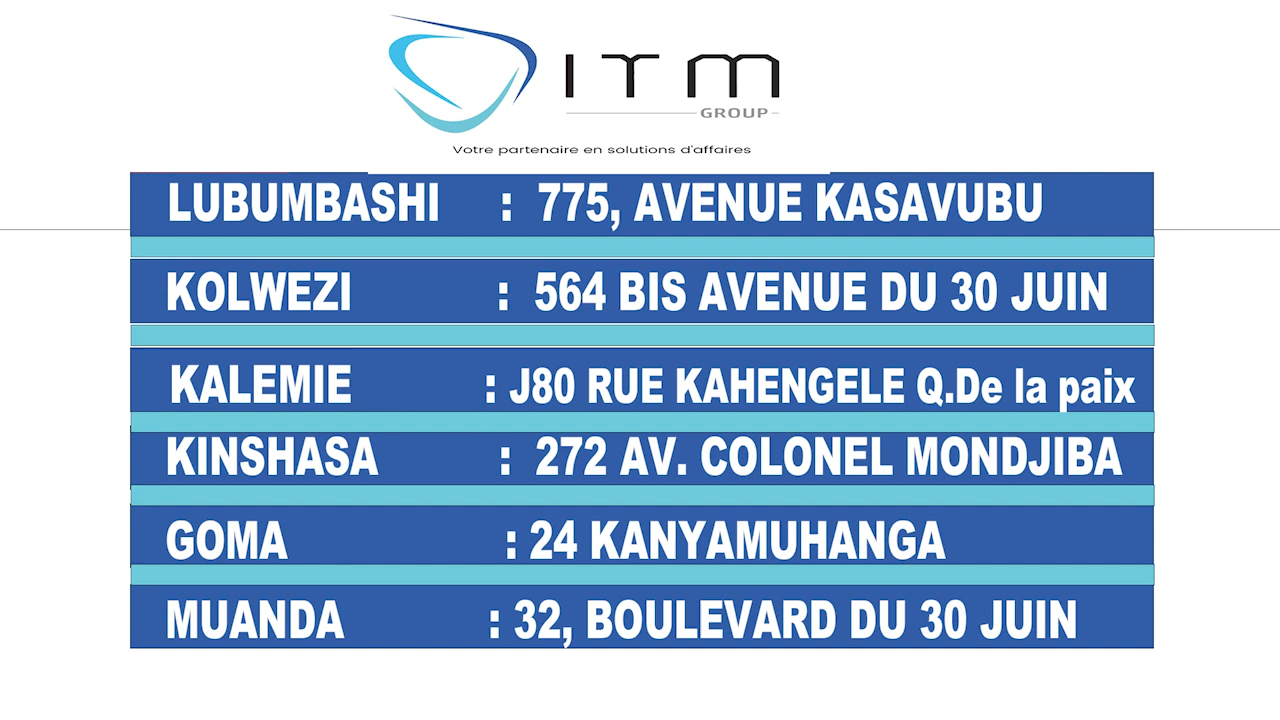 ITM
GROUP
Votre partenaire en solutions d'affaires
LUBUMBASHI : 775, AVENUE KASAVUBU
KOLWEZI : 564 BIS AVENUE DU 30 JUIN
KALEMIE : J80 RUE KAHENGELE Q.De la paix
KINSHASA : 272 AV. COLONEL MONDJIBA
GOMA : 24 KANYAMUHANGA
MUANDA : 32, BOULEVARD DU 30 JUIN